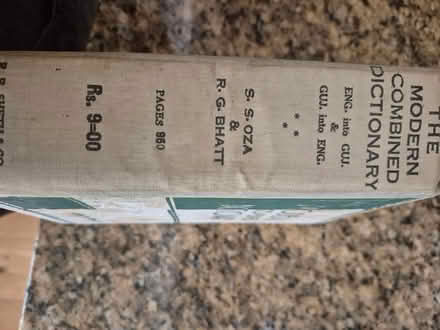 THE
MODERN
COMBINED
DICTIONARY
ENG. into GUJ.
&
GUJ. into ENG.
* *
*
S. S. OZA
&
R. G. BHATT
PAGES 950
Rs. 9=00